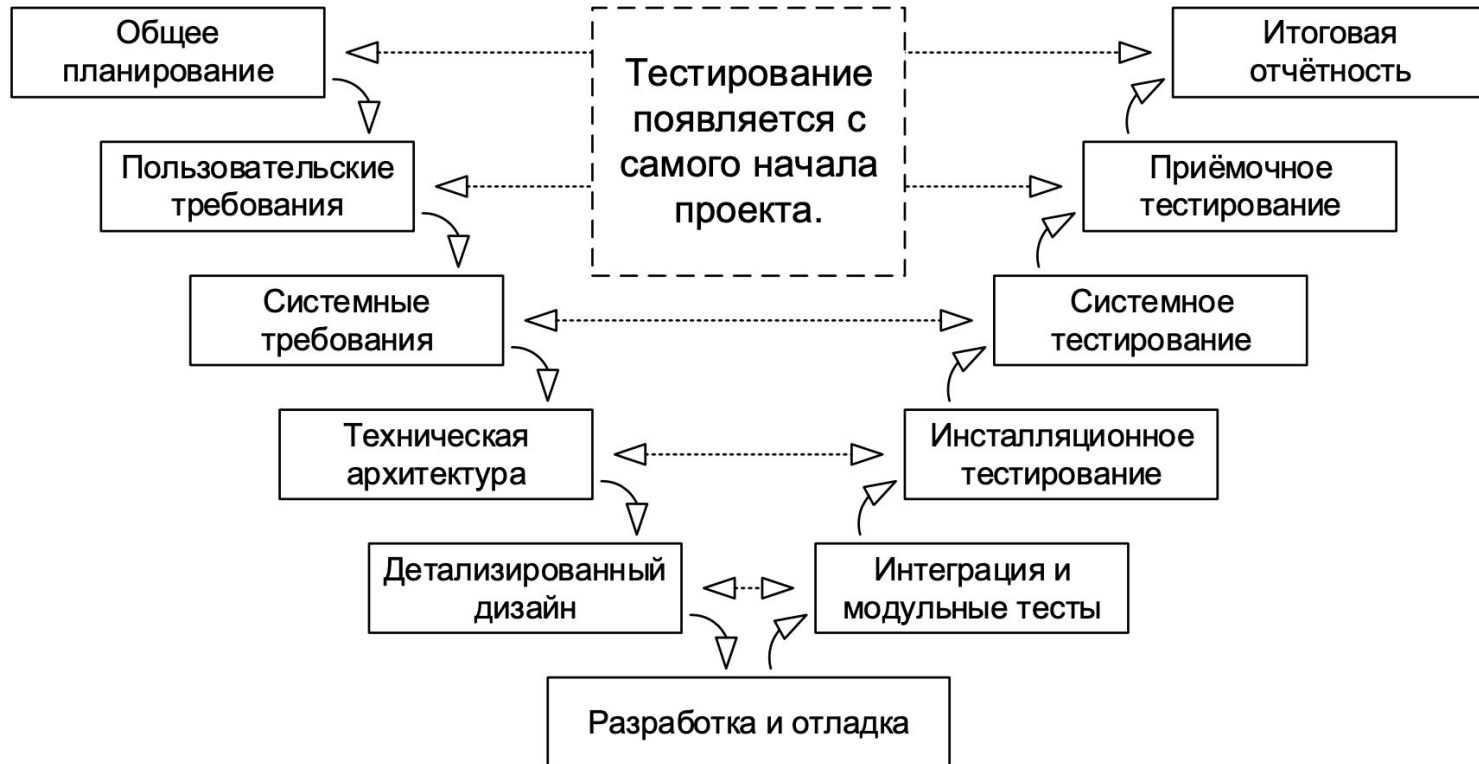 Общее
планирование
Тестирование
появляется с
самого начала
проекта.
Итоговая
отчётность
Пользовательские
требования
Приёмочное
тестирование
Системные
требования
Системное
тестирование
Техническая
архитектура
Инсталляционное
тестирование
Детализированный
дизайн
Интеграция и
модульные тесты
Разработка и отладка